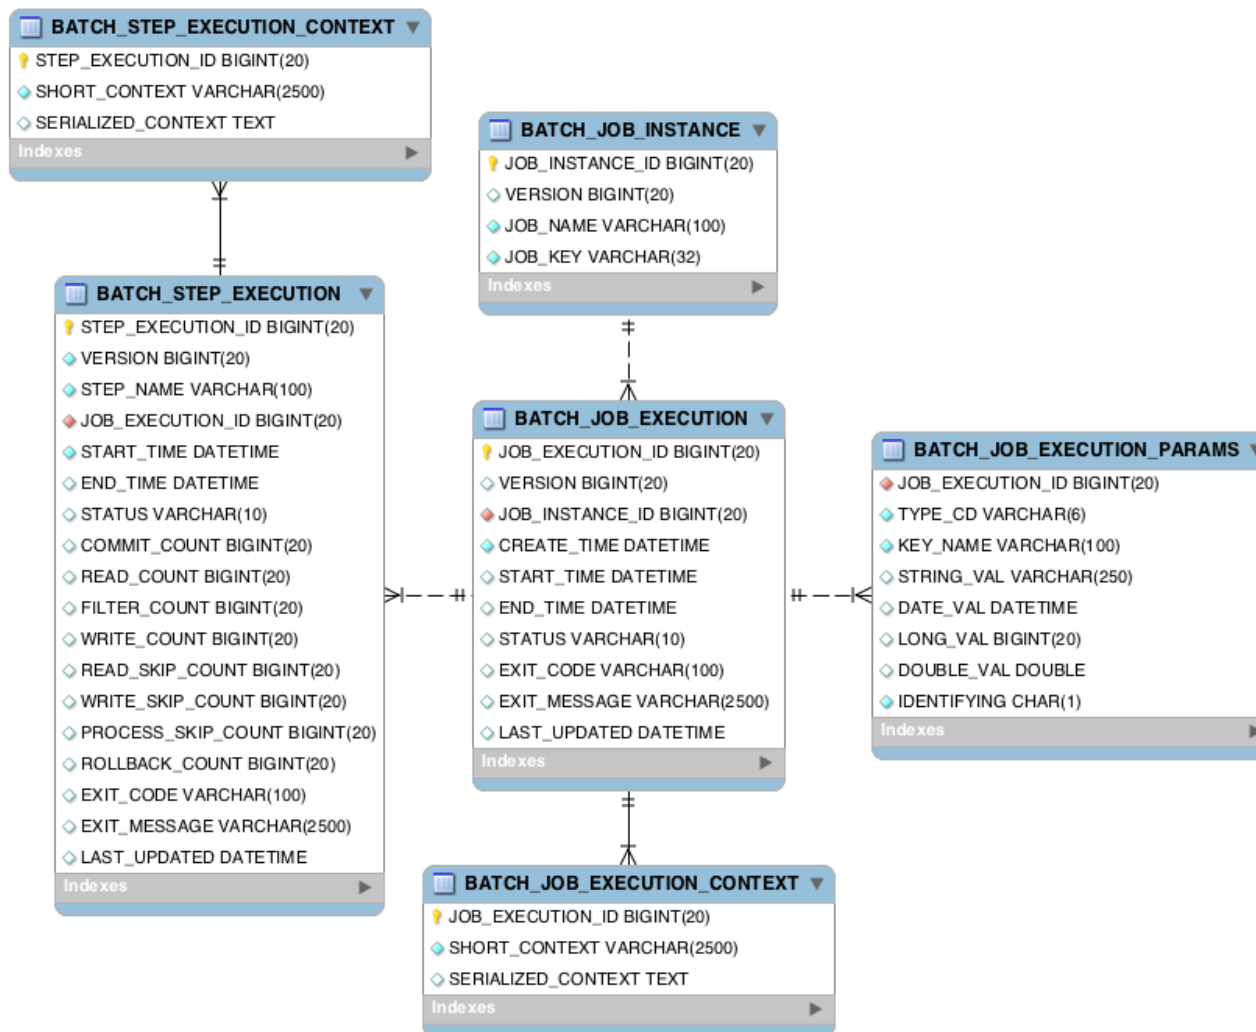 BATCH_STEP_EXECUTION_CONTEXT
STEP_EXECUTION_ID BIGINT(20)
SHORT_CONTEXT VARCHAR(2500)
SERIALIZED_CONTEXT TEXT
Indexes
BATCH_JOB_INSTANCE
JOB_INSTANCE_ID BIGINT(20)
VERSION BIGINT(20)
JOB_NAME VARCHAR(100)
JOB_KEY VARCHAR(32)
Indexes
BATCH_STEP_EXECUTION
STEP_EXECUTION_ID BIGINT(20)
VERSION BIGINT(20)
STEP_NAME VARCHAR(100)
JOB_EXECUTION_ID BIGINT(20)
START_TIME DATETIME
END_TIME DATETIME
STATUS VARCHAR(10)
COMMIT_COUNT BIGINT(20)
READ_COUNT BIGINT(20)
FILTER_COUNT BIGINT(20)
WRITE_COUNT BIGINT(20)
READ_SKIP_COUNT BIGINT(20)
WRITE_SKIP_COUNT BIGINT(20)
PROCESS_SKIP_COUNT BIGINT(20)
ROLLBACK_COUNT BIGINT(20)
EXIT_CODE VARCHAR(100)
EXIT_MESSAGE VARCHAR(2500)
LAST_UPDATED DATETIME
Indexes
BATCH_JOB_EXECUTION
JOB_EXECUTION_ID BIGINT(20)
VERSION BIGINT(20)
JOB_INSTANCE_ID BIGINT(20)
CREATE_TIME DATETIME
START_TIME DATETIME
END_TIME DATETIME
STATUS VARCHAR(10)
EXIT_CODE VARCHAR(100)
EXIT_MESSAGE VARCHAR(2500)
LAST_UPDATED DATETIME
Indexes
BATCH_JOB_EXECUTION_PARAMS
JOB_EXECUTION_ID BIGINT(20)
TYPE_CD VARCHAR(6)
KEY_NAME VARCHAR(100)
STRING_VAL VARCHAR(250)
DATE_VAL DATETIME
LONG_VAL BIGINT(20)
DOUBLE_VAL DOUBLE
IDENTIFYING CHAR(1)
Indexes
BATCH_JOB_EXECUTION_CONTEXT
JOB_EXECUTION_ID BIGINT(20)
SHORT_CONTEXT VARCHAR(2500)
SERIALIZED_CONTEXT TEXT
Indexes